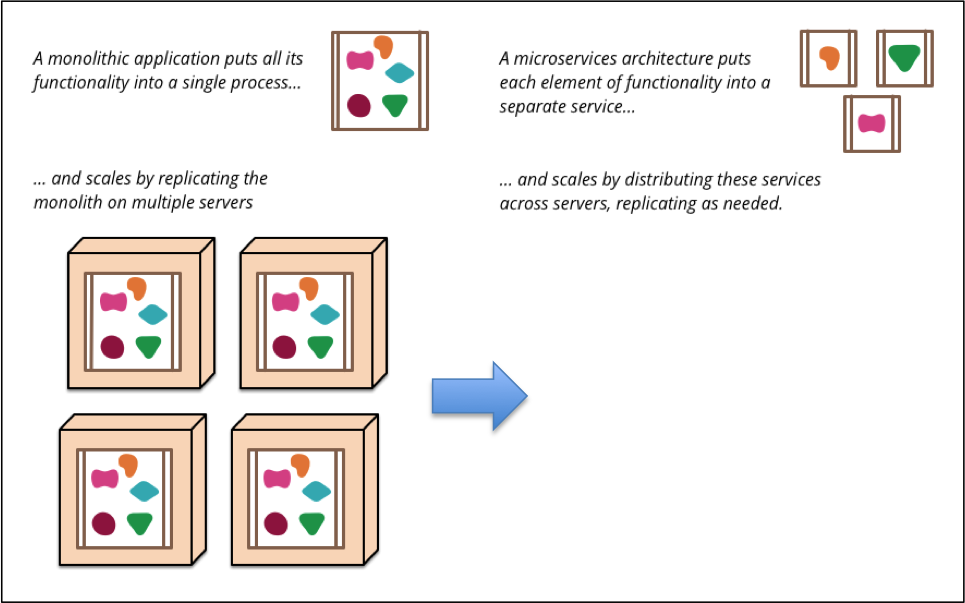 A monolithic application puts all its
functionality into a single process...
... and scales by replicating the
monolith on multiple servers
A microservices architecture puts
each element of functionality into a
separate service...
... and scales by distributing these services
across servers, replicating as needed.